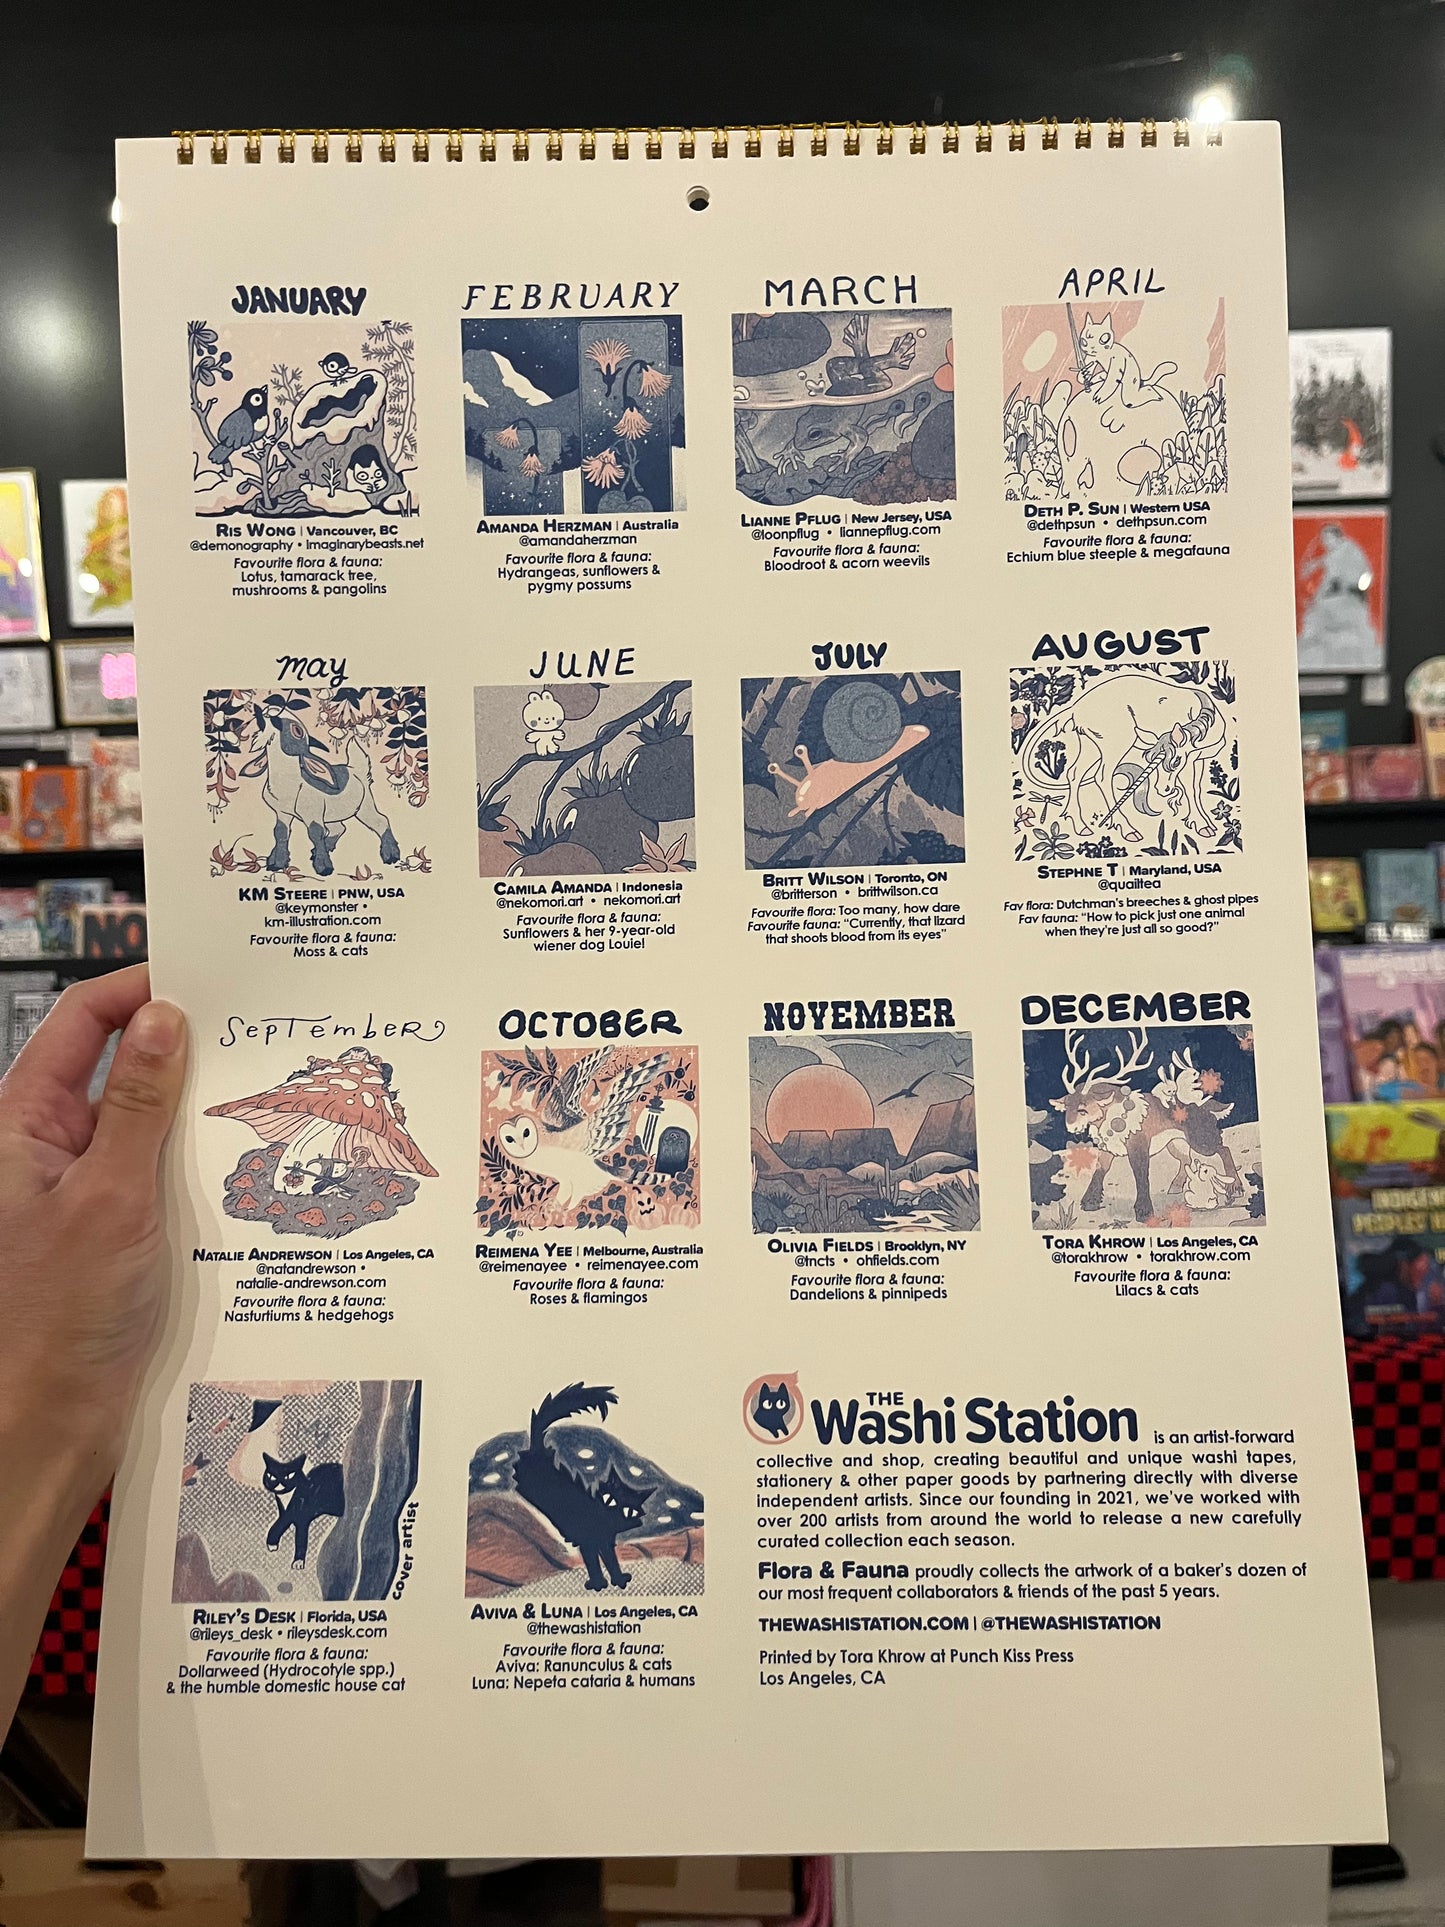 JANUARY
RIS WONG | Vancouver, BC
@demonography • imaginarybeasts.net
Favourite flora & fauna:
Lotus, tamarack tree,
mushrooms & pangolins
FEBRUARY
AMANDA HERZMAN | Australia
@amandaherzman
Favourite flora & fauna:
Hydrangeas, sunflowers &
pygmy possums
MARCH
LIANNE PFLUG | New Jersey, USA
@loonpflug • liannepflug.com
Favourite flora & fauna:
Bloodroot & acorn weevils
APRIL
DETH P. SUN | Western USA
@dethpsun • dethpsun.com
Favourite flora & fauna:
Echium blue steeple & megafauna
may
KM STEERE | PNW, USA
@keymonster •
km-illustration.com
Favourite flora & fauna:
Moss & cats
JUNE
CAMILA AMANDA | Indonesia
@nekomori.art • nekomori.art
Favourite flora & fauna:
Sunflowers & her 9-year-old
wiener dog Louie!
JULY
BRITT WILSON | Toronto, ON
@britterson • brittwilson.ca
Fav flora: Too many, how dare
Favourite fauna: "Currently, that lizard
that shoots blood from its eyes"
AUGUST
STEPHNE T | Maryland, USA
@quailtea
Fav flora: Dutchman's breeches & ghost pipes
Fav fauna: "How to pick just one animal
when they're just all so good?"
SEPTEMBER
NATALIE ANDREWSON | Los Angeles, CA
@natandrewson •
natalie-andrewson.com
Favourite flora & fauna:
Nasturtiums & hedgehogs
OCTOBER
REIMENA YEE | Melbourne, Australia
@reimenayee • reimenayee.com
Favourite flora & fauna:
Roses & flamingos
NOVEMBER
OLIVIA FIELDS | Brooklyn, NY
@tncts • ohfields.com
Favourite flora & fauna:
Dandelions & pinnipeds
DECEMBER
TORA KHROW | Los Angeles, CA
@torakhrow • torakhrow.com
Favourite flora & fauna:
Lilacs & cats
cover artist
RILEY'S DESK | Florida, USA
@rileys_desk • rileysdesk.com
Favourite flora & fauna:
Dollarweed (Hydrocotyle spp.)
& the humble domestic house cat
AVIVA & LUNA | Los Angeles, CA
@thewashistation
Favourite flora & fauna:
Aviva: Ranunculus & cats
Luna: Nepeta cataria & humans
THE
Washi Station is an artist-forward
collective and shop, creating beautiful and unique washi tapes,
stationery & other paper goods by partnering directly with diverse
independent artists. Since our founding in 2021, we've worked with
over 200 artists from around the world to release a new carefully
curated collection each season.
Flora & Fauna proudly collects the artwork of a baker's dozen of
our most frequent collaborators & friends of the past 5 years.
THEWASHISTATION.COM | @THEWASHISTATION
Printed by Tora Khrow at Punch Kiss Press
Los Angeles, CA